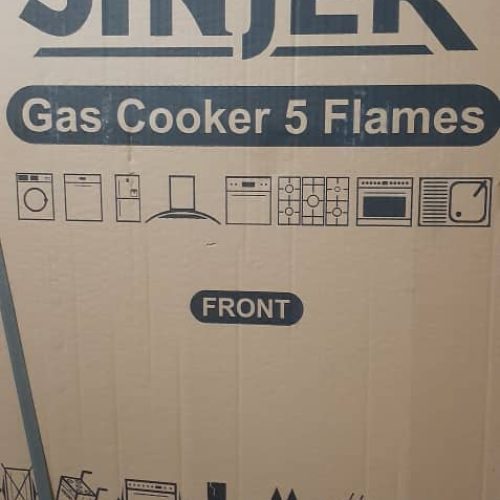 SINJER
Gas Cooker 5 Flames
FRONT